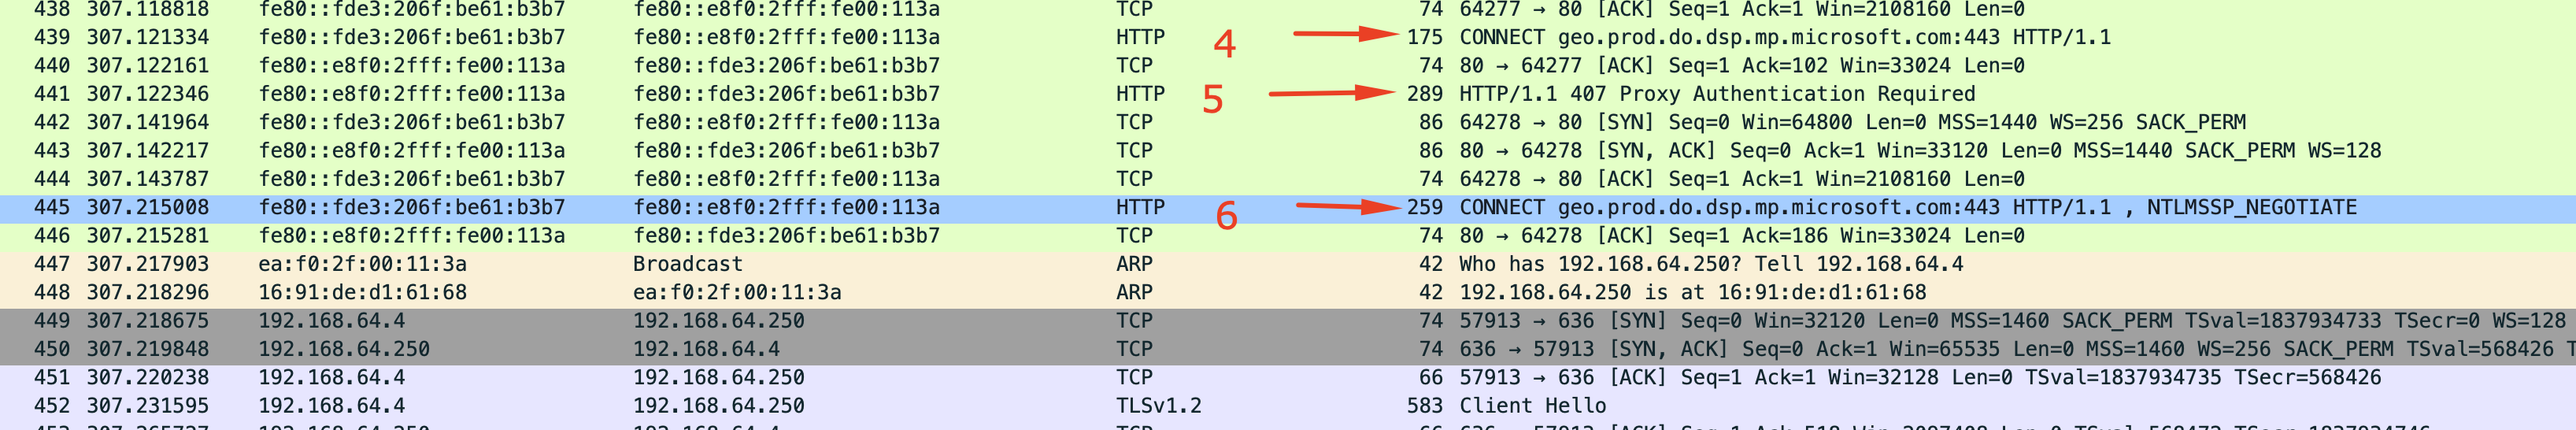 438 307.118818 fe80::fde3:206f:be61:b3b7 fe80::e8f0:2fff:fe00:113a TCP 74 64277 → 80 [ACK] Seq=1 Ack=1 Win=2108160 Len=0
439 307.121334 fe80::fde3:206f:be61:b3b7 fe80::e8f0:2fff:fe00:113a HTTP 4 175 CONNECT geo.prod.do.dsp.mp.microsoft.com:443 HTTP/1.1
440 307.122161 fe80::e8f0:2fff:fe00:113a fe80::fde3:206f:be61:b3b7 TCP 74 80 → 64277 [ACK] Seq=1 Ack=102 Win=33024 Len=0
441 307.122346 fe80::e8f0:2fff:fe00:113a fe80::fde3:206f:be61:b3b7 HTTP 5 289 HTTP/1.1 407 Proxy Authentication Required
442 307.141964 fe80::fde3:206f:be61:b3b7 fe80::e8f0:2fff:fe00:113a TCP 86 64278 → 80 [SYN] Seq=0 Win=64800 Len=0 MSS=1440 WS=256 SACK_PERM
443 307.142217 fe80::e8f0:2fff:fe00:113a fe80::fde3:206f:be61:b3b7 TCP 86 80 → 64278 [SYN, ACK] Seq=0 Ack=1 Win=33120 Len=0 MSS=1440 SACK_PERM WS=128
444 307.143787 fe80::fde3:206f:be61:b3b7 fe80::e8f0:2fff:fe00:113a TCP 74 64278 → 80 [ACK] Seq=1 Ack=1 Win=2108160 Len=0
445 307.215008 fe80::fde3:206f:be61:b3b7 fe80::e8f0:2fff:fe00:113a HTTP 6 259 CONNECT geo.prod.do.dsp.mp.microsoft.com:443 HTTP/1.1 , NTLMSSP_NEGOTIATE
446 307.215281 fe80::e8f0:2fff:fe00:113a fe80::fde3:206f:be61:b3b7 TCP 74 80 → 64278 [ACK] Seq=1 Ack=186 Win=33024 Len=0
447 307.217903 ea:f0:2f:00:11:3a Broadcast ARP 42 Who has 192.168.64.250? Tell 192.168.64.4
448 307.218296 16:91:de:d1:61:68 ea:f0:2f:00:11:3a ARP 42 192.168.64.250 is at 16:91:de:d1:61:68
449 307.218675 192.168.64.4 192.168.64.250 TCP 74 57913 → 636 [SYN] Seq=0 Win=32120 Len=0 MSS=1460 SACK_PERM TSval=1837934733 TSecr=0 WS=128
450 307.219848 192.168.64.250 192.168.64.4 TCP 74 636 → 57913 [SYN, ACK] Seq=0 Ack=1 Win=65535 Len=0 MSS=1460 WS=256 SACK_PERM TSval=568426 T
451 307.220238 192.168.64.4 192.168.64.250 TCP 66 57913 → 636 [ACK] Seq=1 Ack=1 Win=32128 Len=0 TSval=1837934735 TSecr=568426
452 307.231595 192.168.64.4 192.168.64.250 TLSv1.2 583 Client Hello